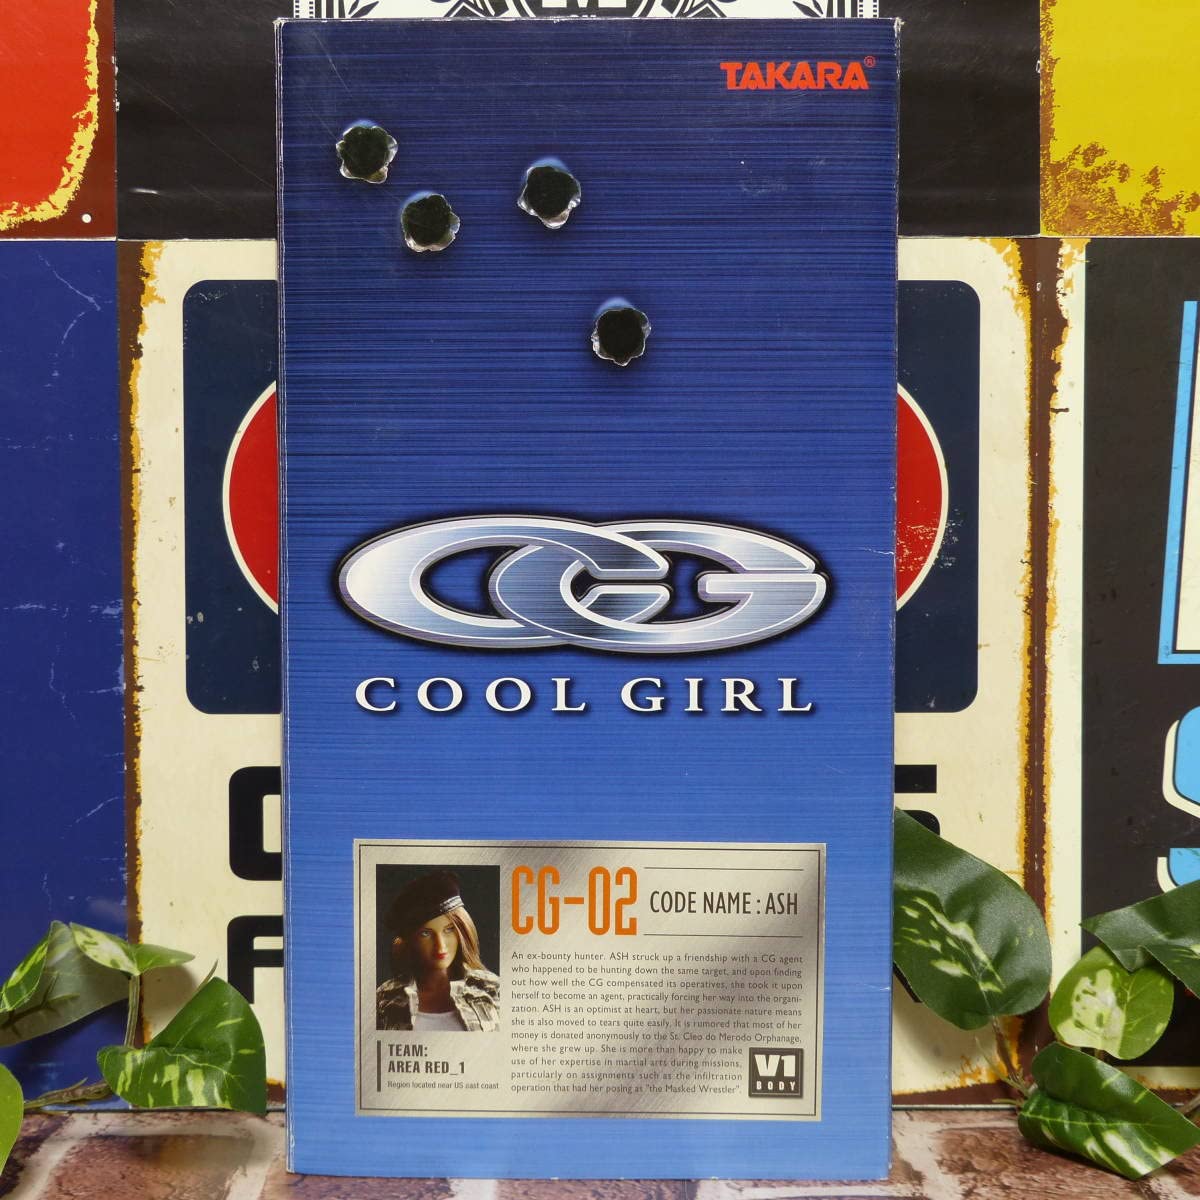 TAKARA®
CG
COOL GIRL
CG-02
CODE NAME : ASH
An ex-bounty hunter. ASH struck up a friendship with a CG agent
who happened to be hunting down the same target, and upon finding
out how well the CG compensated its operatives, she took it upon
herself to become an agent, practically forcing her way into the organi-
zation. ASH is an optimist at heart, but her passionate nature means
she is also moved to tears quite easily. It is rumored that most of her
money is donated anonymously to the St. Cleo do Merodo Orphanage,
where she grew up. She is more than happy to make
use of her expertise in martial arts during missions,
particularly on assignments such as the infiltration
operation that had her posing as "the Masked Wrestler".
TEAM:
AREA RED_1
Region located near US east coast
V1
BODY